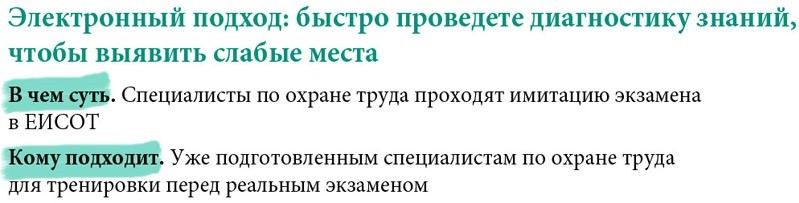 Электронный подход: быстро проведете диагностику знаний,
чтобы выявить слабые места
В чем суть. Специалисты по охране труда проходят имитацию экзамена
в ЕИСОТ
Кому подходит. Уже подготовленным специалистам по охране труда
для тренировки перед реальным экзаменом